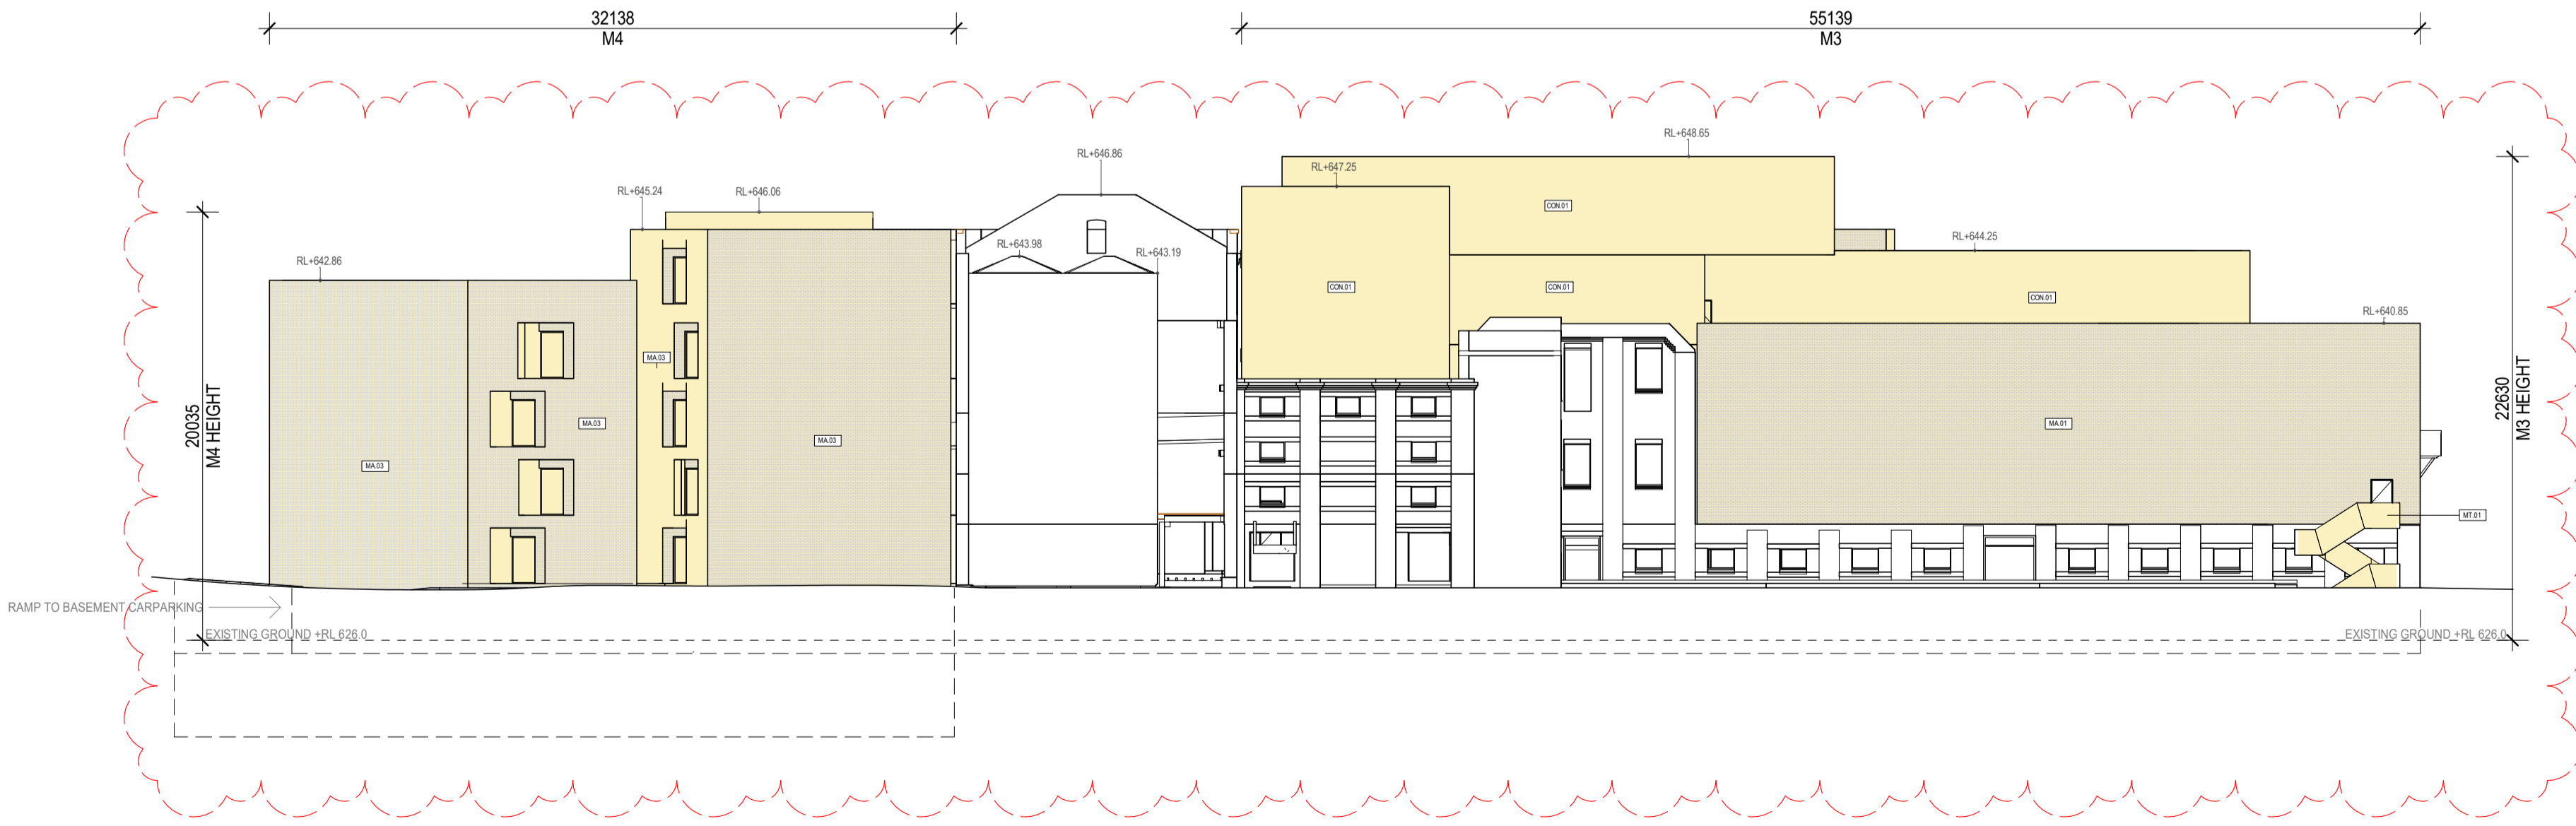 32138
M4
55139
M3
RL+648.65
RL+646.86
RL+647.25
RL+645.24
RL+646.06
CON.01
RL+644.25
RL+643.98
RL+643.19
RL+642.86
CON.01
CON.01
CON.01
RL+640.85
MA.03
20035
M4 HEIGHT
22630
M3 HEIGHT
MA.03
MA.01
MA.03
MA.03
MT.01
RAMP TO BASEMENT CARPARKING
EXISTING GROUND +RL 626.0
EXISTING GROUND +RL 626.0